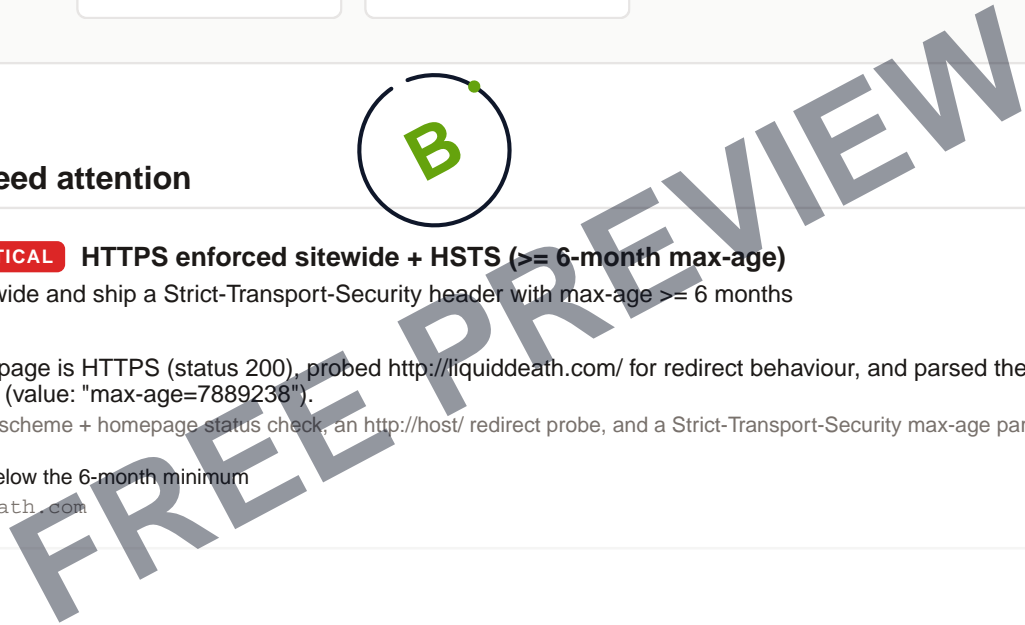 B
eed attention
TICAL HTTPS enforced sitewide + HSTS (>= 6-month max-age)
wide and ship a Strict-Transport-Security header with max-age >= 6 months
page is HTTPS (status 200), probed http://liquiddeath.com/ for redirect behaviour, and parsed the
(value: "max-age=7889238").
scheme + homepage status check, an http://host/ redirect probe, and a Strict-Transport-Security max-age par
elow the 6-month minimum
ath.com
FREE PREVIEW